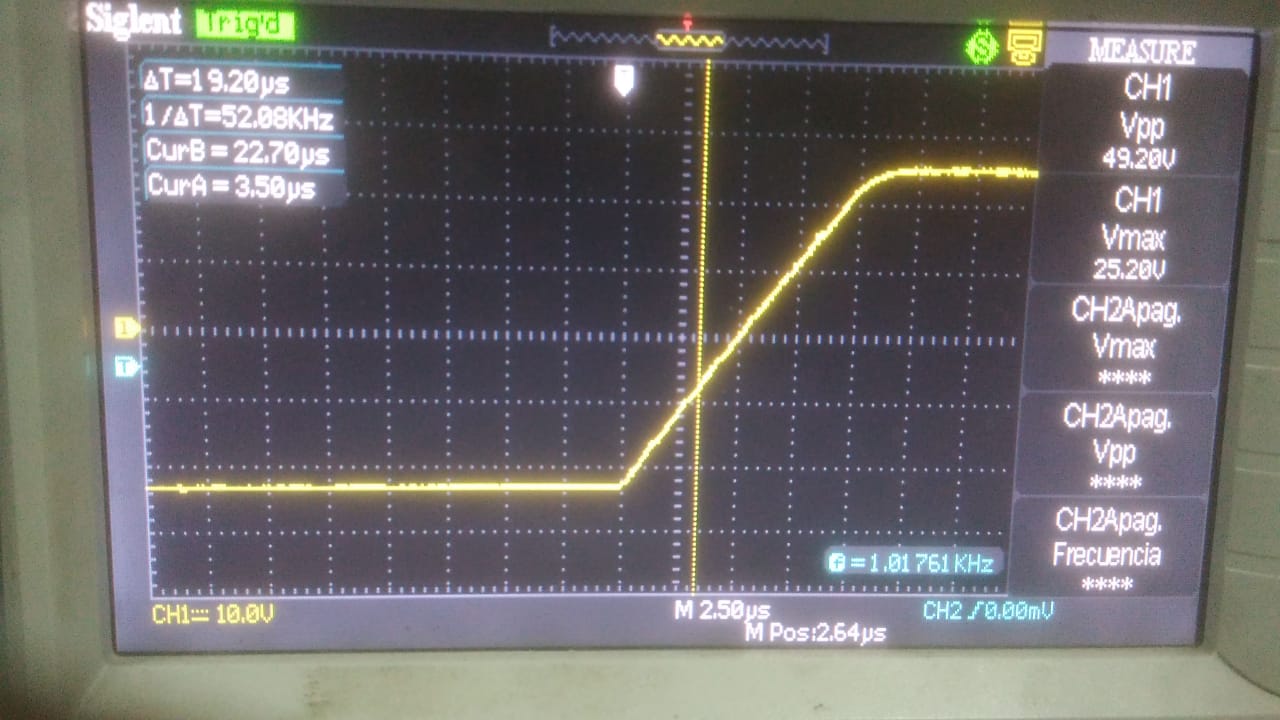 Siglent Trig'd
MEASURE
ΔT=19.20µs
1/ΔT=52.08KHz
CurB=22.70µs
CurA=3.50µs
CH1
Vpp
49.20V
CH1
Vmax
25.20V
CH2Apag.
Vmax
****
CH2Apag.
Vpp
****
CH2Apag.
Frecuencia
****
1
T
f=1.01761KHz
CH1 10.0V
M 2.50µs
M Pos:2.64µs
CH2 /0.00mV